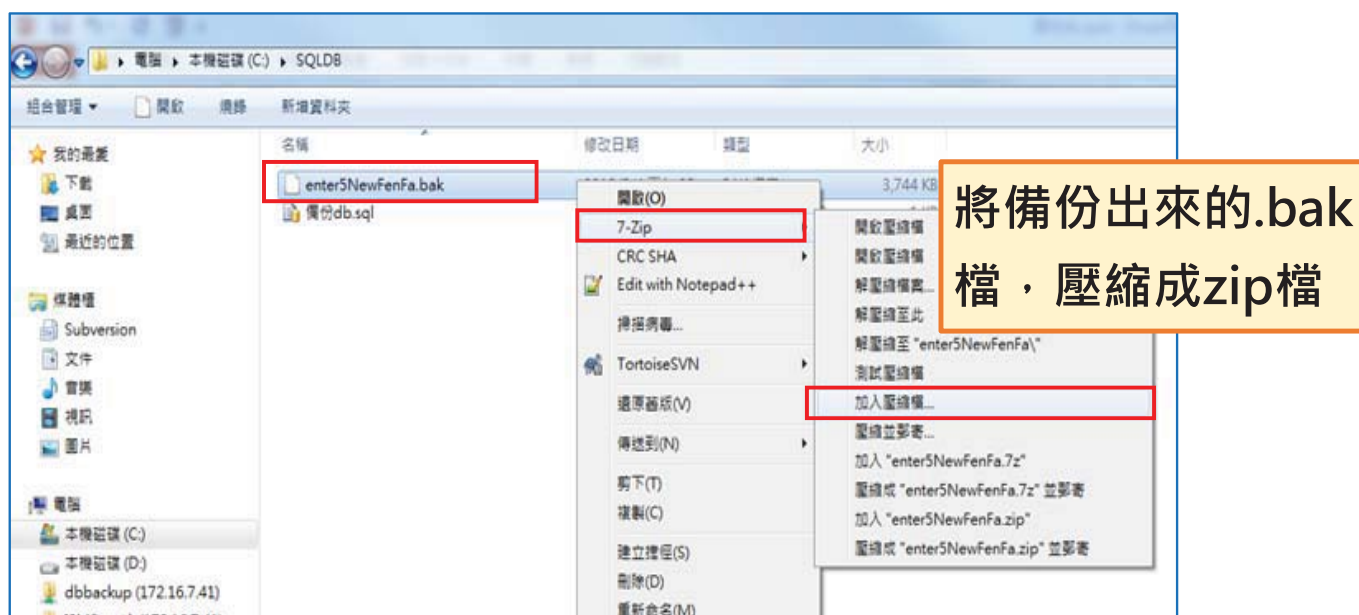 電腦 ▸ 本機磁碟 (C:) ▸ SQLDB
組合管理 開啟 燒錄 新增資料夾
名稱 修改日期 類型 大小
我的最愛
下載
桌面
最近的位置
媒體櫃
Subversion
文件
音樂
視訊
圖片
電腦
本機磁碟 (C:)
本機磁碟 (D:)
dbbackup (172.16.7.41)
enter5NewFenFa.bak 3,744 KB
備份db.sql
開啟(O)
7-Zip
CRC SHA
Edit with Notepad++
掃描病毒...
TortoiseSVN
還原舊版(V)
傳送到(N)
剪下(T)
複製(C)
建立捷徑(S)
刪除(D)
重新命名(M)
開啟壓縮檔
開啟壓縮檔
解壓縮檔案...
解壓縮至此
解壓縮至 "enter5NewFenFa\"
測試壓縮檔
加入壓縮檔...
壓縮並郵寄...
加入 "enter5NewFenFa.7z"
壓縮成 "enter5NewFenFa.7z" 並郵寄
加入 "enter5NewFenFa.zip"
壓縮成 "enter5NewFenFa.zip" 並郵寄
將備份出來的.bak
檔，壓縮成zip檔